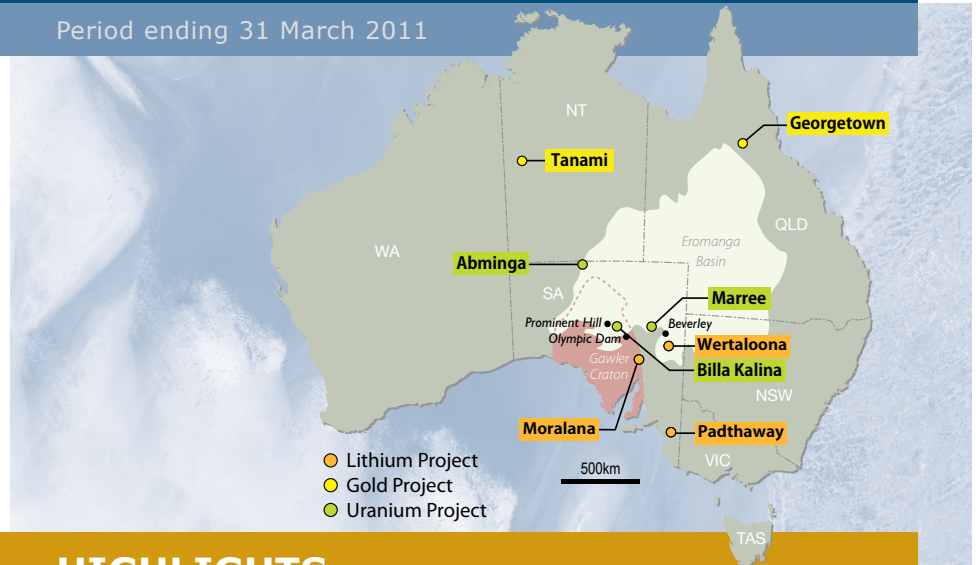 Period ending 31 March 2011
NT
Georgetown
Tanami
QLD
WA
Eromanga
Basin
Abminga
SA
Marree
Prominent Hill
Beverley
Olympic Dam
Wertaloona
Gawler
Craton
Billa Kalina
NSW
Moralana
Padthaway
VIC
Lithium Project
500km
Gold Project
Uranium Project
TAS
HIGHLIGHTS